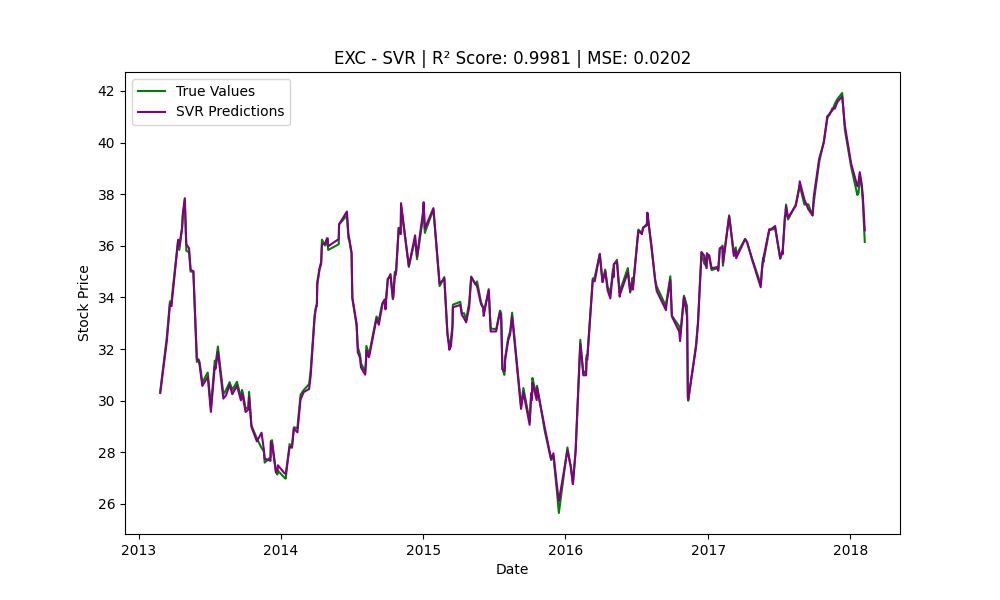 EXC - SVR | R² Score: 0.9981 | MSE: 0.0202
True Values
SVR Predictions
42
40
38
36
34
32
30
28
26
Stock Price
2013 2014 2015 2016 2017 2018
Date